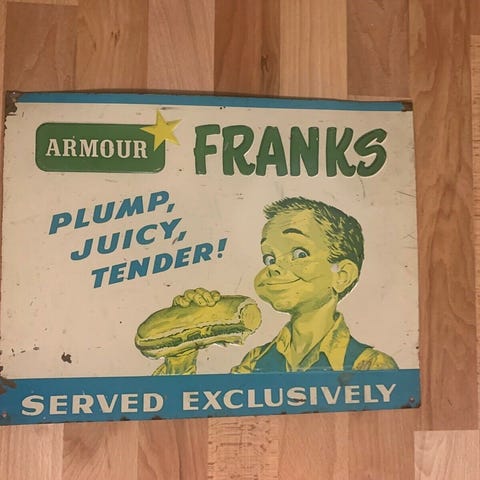 ARMOUR
FRANKS
PLUMP,
JUICY,
TENDER!
SERVED EXCLUSIVELY